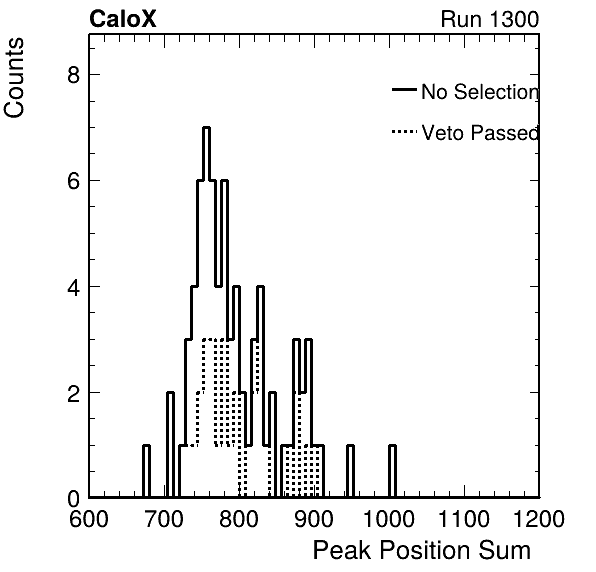 CaloX Run 1300
Counts
8
No Selection
Veto Passed
6
4
2
0
600 700 800 900 1000 1100 1200
Peak Position Sum